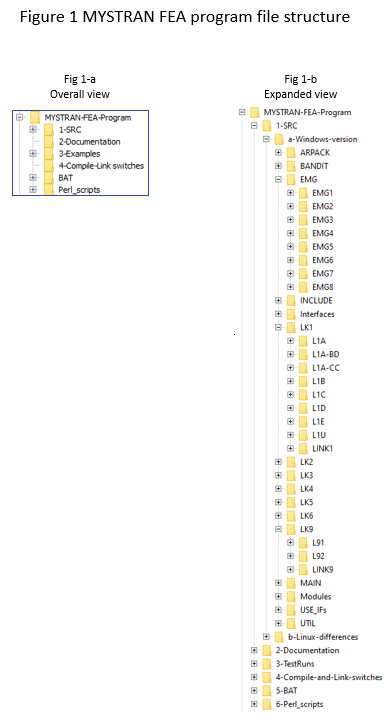 Figure 1 MYSTRAN FEA program file structure
Fig 1-a
Overall view
MYSTRAN-FEA-Program
1-SRC
2-Documentation
3-Examples
4-Compile-Link switches
BAT
Perl_scripts
Fig 1-b
Expanded view
MYSTRAN-FEA-Program
1-SRC
a-Windows-version
ARPACK
BANDIT
EMG
EMG1
EMG2
EMG3
EMG4
EMG5
EMG6
EMG7
EMG8
INCLUDE
Interfaces
LK1
L1A
L1A-BD
L1A-CC
L1B
L1C
L1D
L1E
L1U
LINK1
LK2
LK3
LK4
LK5
LK6
LK9
L91
L92
LINK9
MAIN
Modules
USE_IFs
UTIL
b-Linux-differences
2-Documentation
3-TestRuns
4-Compile-and-Link-switches
5-BAT
6-Perl_scripts